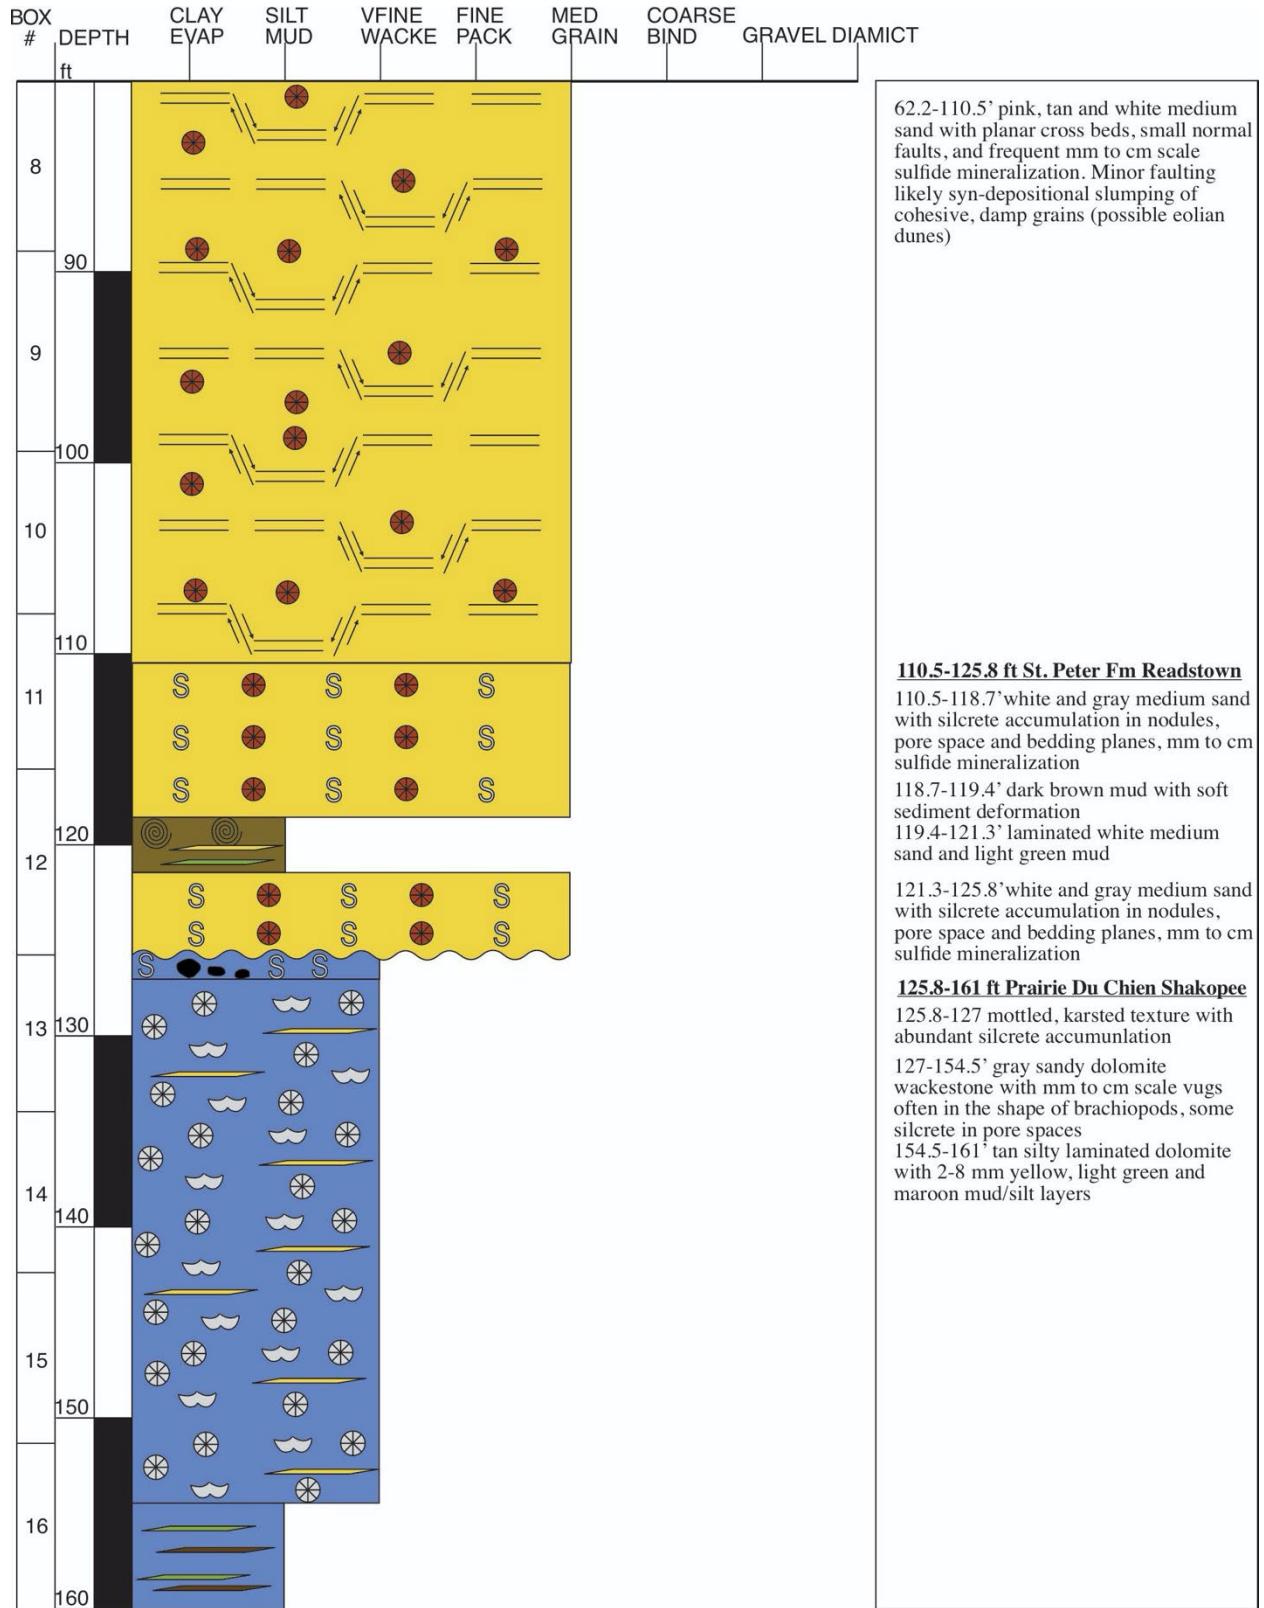 BOX
#
DEPTH
CLAY
EVAP
SILT
MUD
VFINE
WACKE
FINE
PACK
MED
GRAIN
COARSE
BIND
GRAVEL DIAMICT
ft
8
90
9
100
10
110
11
120
12
13
130
14
140
15
150
16
160
S S S
S S S
S S S
S S S
S S S
S S S
62.2-110.5’ pink, tan and white medium
sand with planar cross beds, small normal
faults, and frequent mm to cm scale
sulfide mineralization. Minor faulting
likely syn-depositional slumping of
cohesive, damp grains (possible eolian
dunes)
110.5-125.8 ft St. Peter Fm Readstown
110.5-118.7’white and gray medium sand
with silcrete accumulation in nodules,
pore space and bedding planes, mm to cm
sulfide mineralization
118.7-119.4’ dark brown mud with soft
sediment deformation
119.4-121.3’ laminated white medium
sand and light green mud
121.3-125.8’white and gray medium sand
with silcrete accumulation in nodules,
pore space and bedding planes, mm to cm
sulfide mineralization
125.8-161 ft Prairie Du Chien Shakopee
125.8-127 mottled, karsted texture with
abundant silcrete accumunlation
127-154.5’ gray sandy dolomite
wackestone with mm to cm scale vugs
often in the shape of brachiopods, some
silcrete in pore spaces
154.5-161’ tan silty laminated dolomite
with 2-8 mm yellow, light green and
maroon mud/silt layers